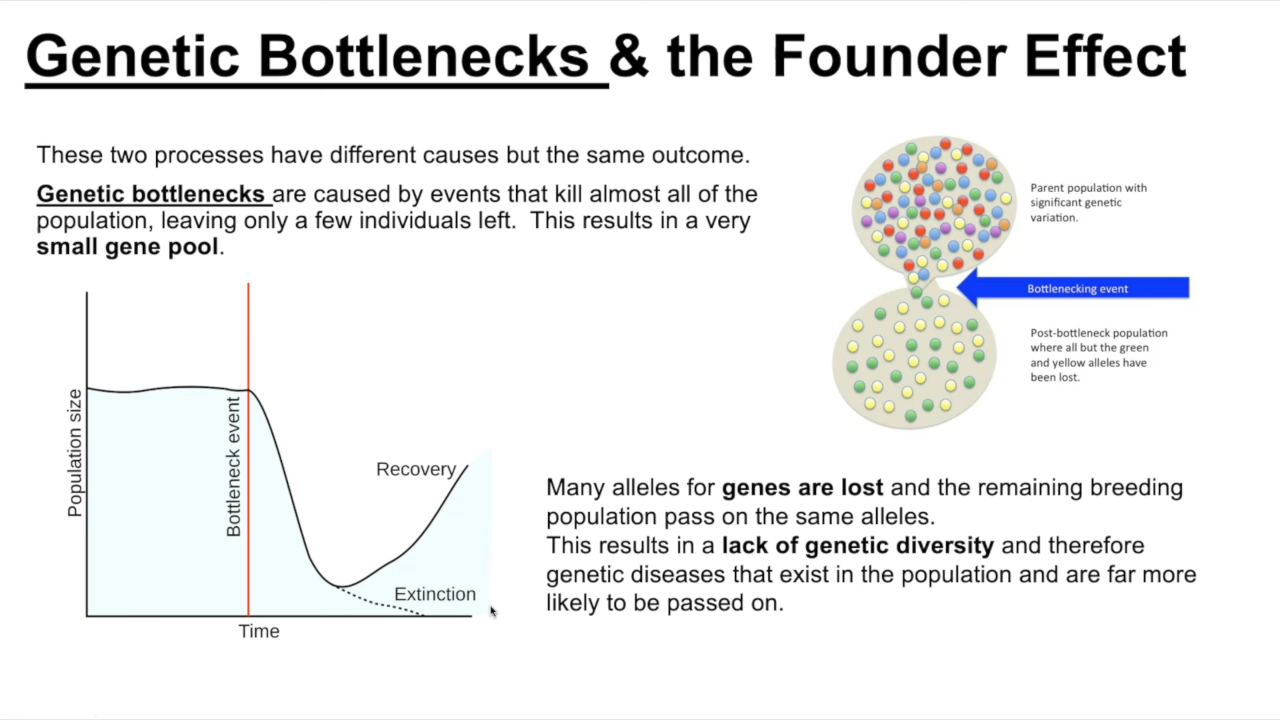 Genetic Bottlenecks & the Founder Effect
These two processes have different causes but the same outcome.
Genetic bottlenecks are caused by events that kill almost all of the
population, leaving only a few individuals left. This results in a very
small gene pool.
Parent population with
significant genetic
variation.
Bottlenecking event
Post-bottleneck population
where all but the green
and yellow alleles have
been lost.
Population size
Bottleneck event
Recovery
Extinction
Time
Many alleles for genes are lost and the remaining breeding
population pass on the same alleles.
This results in a lack of genetic diversity and therefore
genetic diseases that exist in the population and are far more
likely to be passed on.